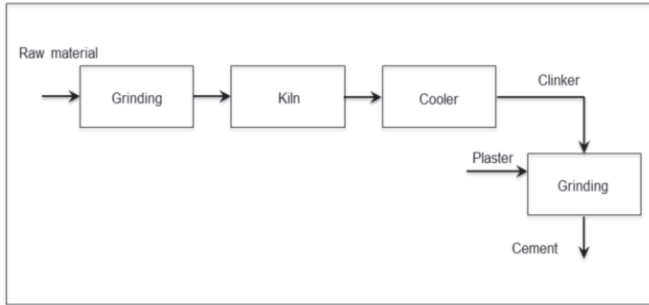 Raw material
Grinding
Kiln
Cooler
Clinker
Plaster
Grinding
Cement